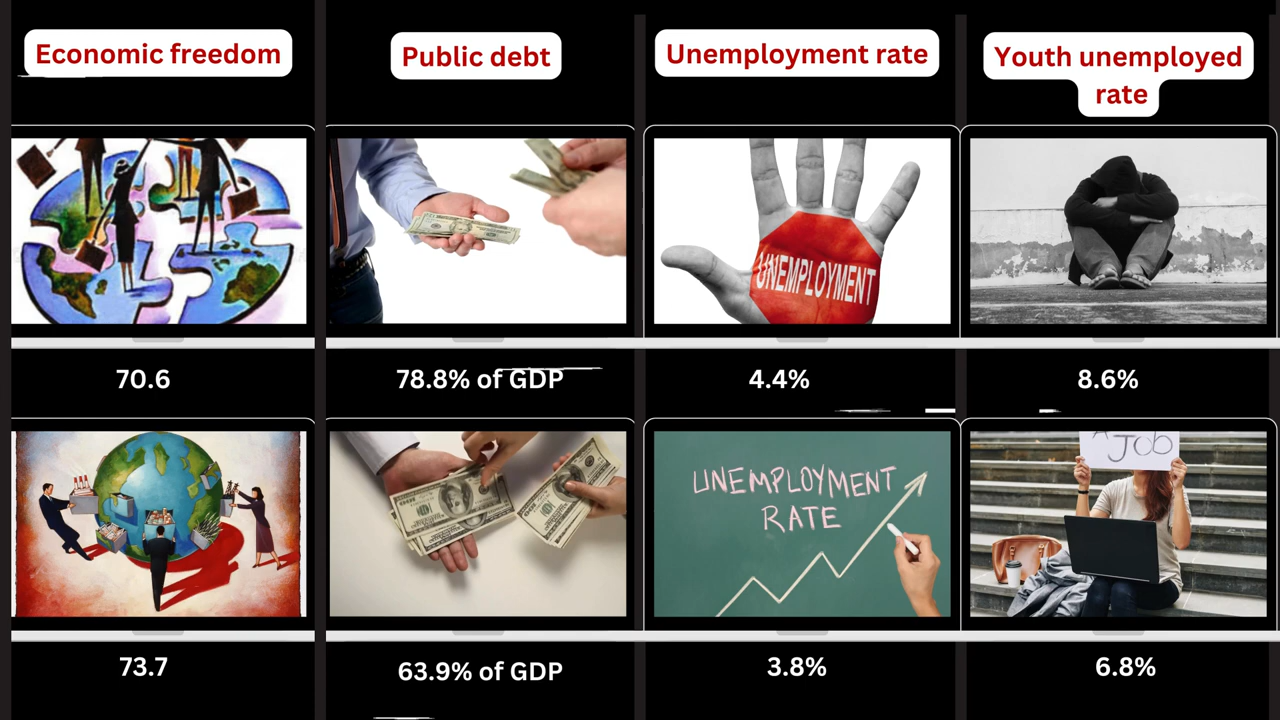 Economic freedom
Public debt
Unemployment rate
Youth unemployed
rate
UNEMPLOYMENT
70.6
78.8% of GDP
4.4%
8.6%
UNEMPLOYMENT
RATE
A JOB
73.7
63.9% of GDP
3.8%
6.8%